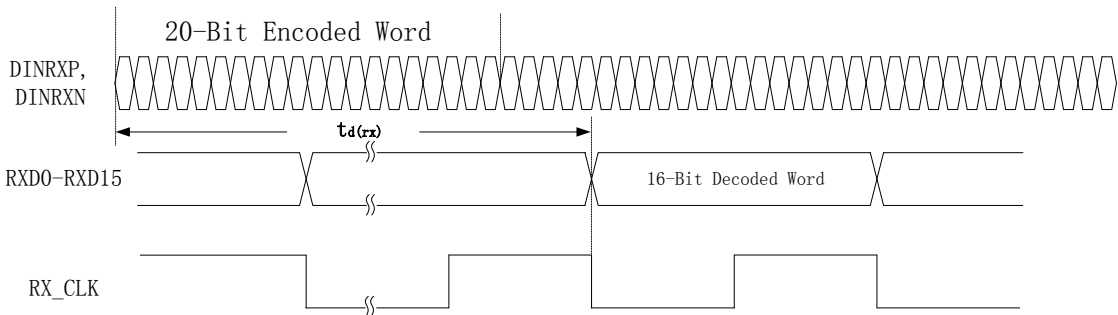 20-Bit Encoded Word
DINRXP,
DINRXN
td(rx)
RXD0-RXD15
16-Bit Decoded Word
RX_CLK